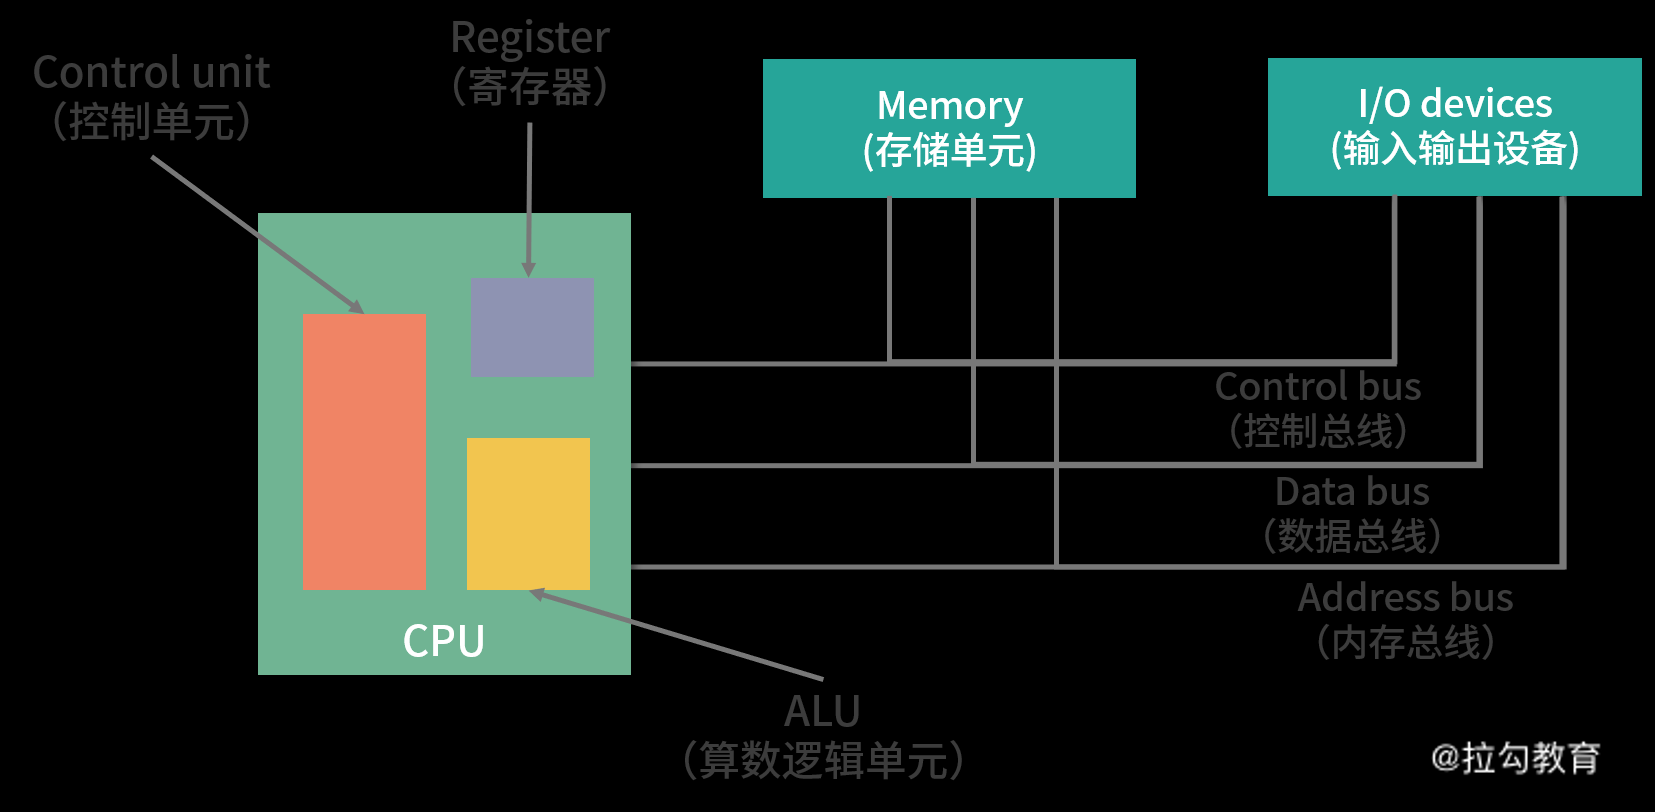 Control unit
（控制单元）
Register
（寄存器）
Memory
(存储单元)
I/O devices
(输入输出设备)
Control bus
（控制总线）
Data bus
（数据总线）
Address bus
（内存总线）
CPU
ALU
（算数逻辑单元）
@拉勾教育